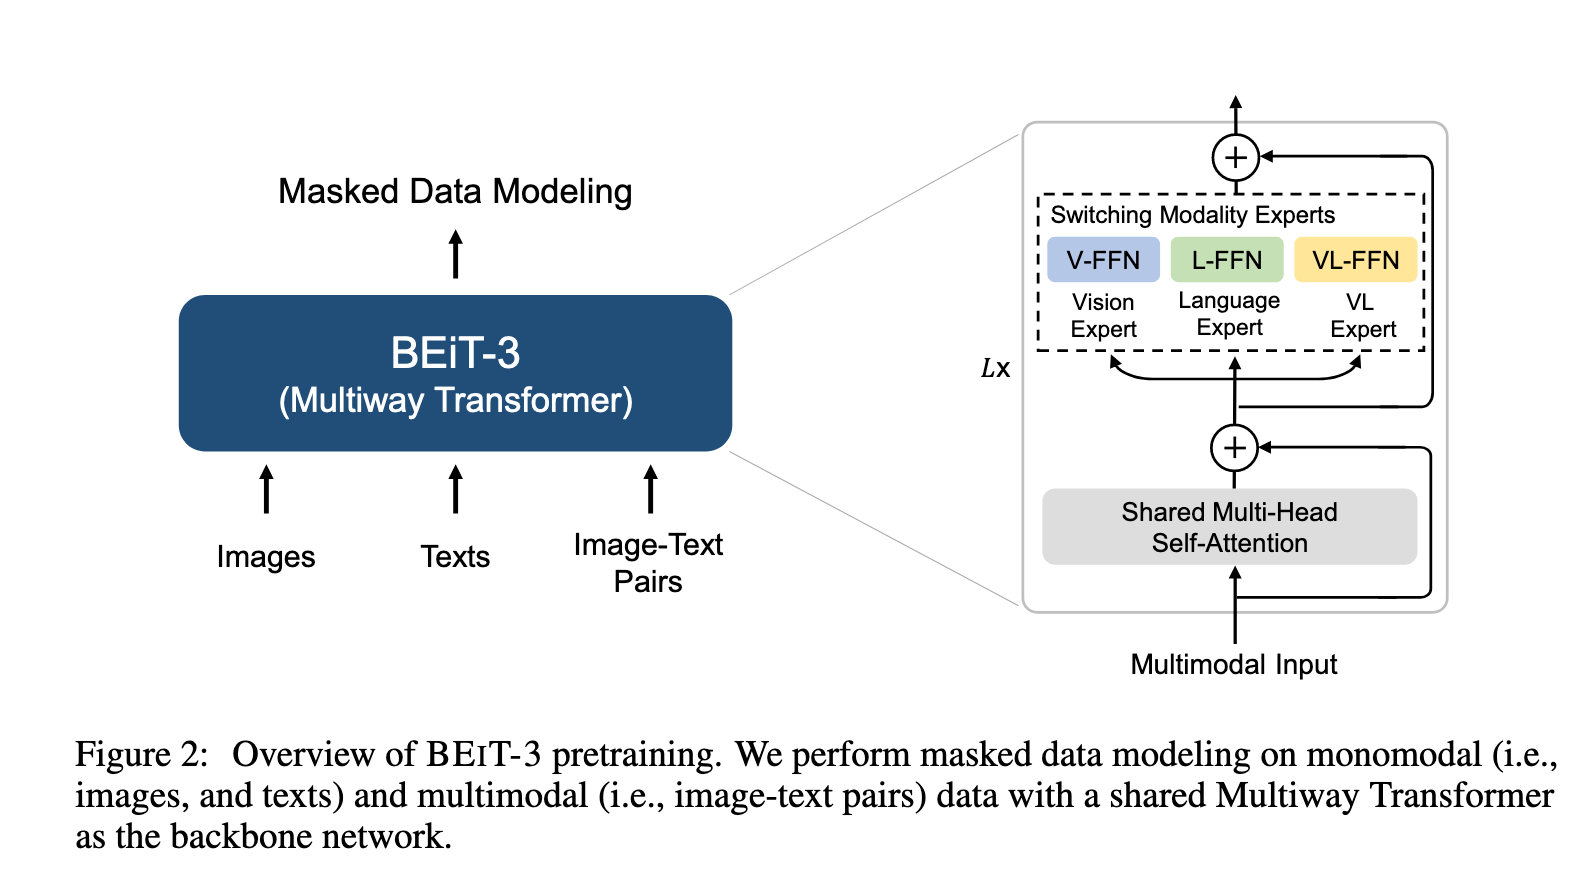 Masked Data Modeling
BEiT-3
(Multiway Transformer)
Images
Texts
Image-Text
Pairs
+
Switching Modality Experts
V-FFN L-FFN VL-FFN
Vision
Expert
Language
Expert
VL
Expert
Lx
+
Shared Multi-Head
Self-Attention
Multimodal Input
Figure 2: Overview of BEIT-3 pretraining. We perform masked data modeling on monomodal (i.e.,
images, and texts) and multimodal (i.e., image-text pairs) data with a shared Multiway Transformer
as the backbone network.